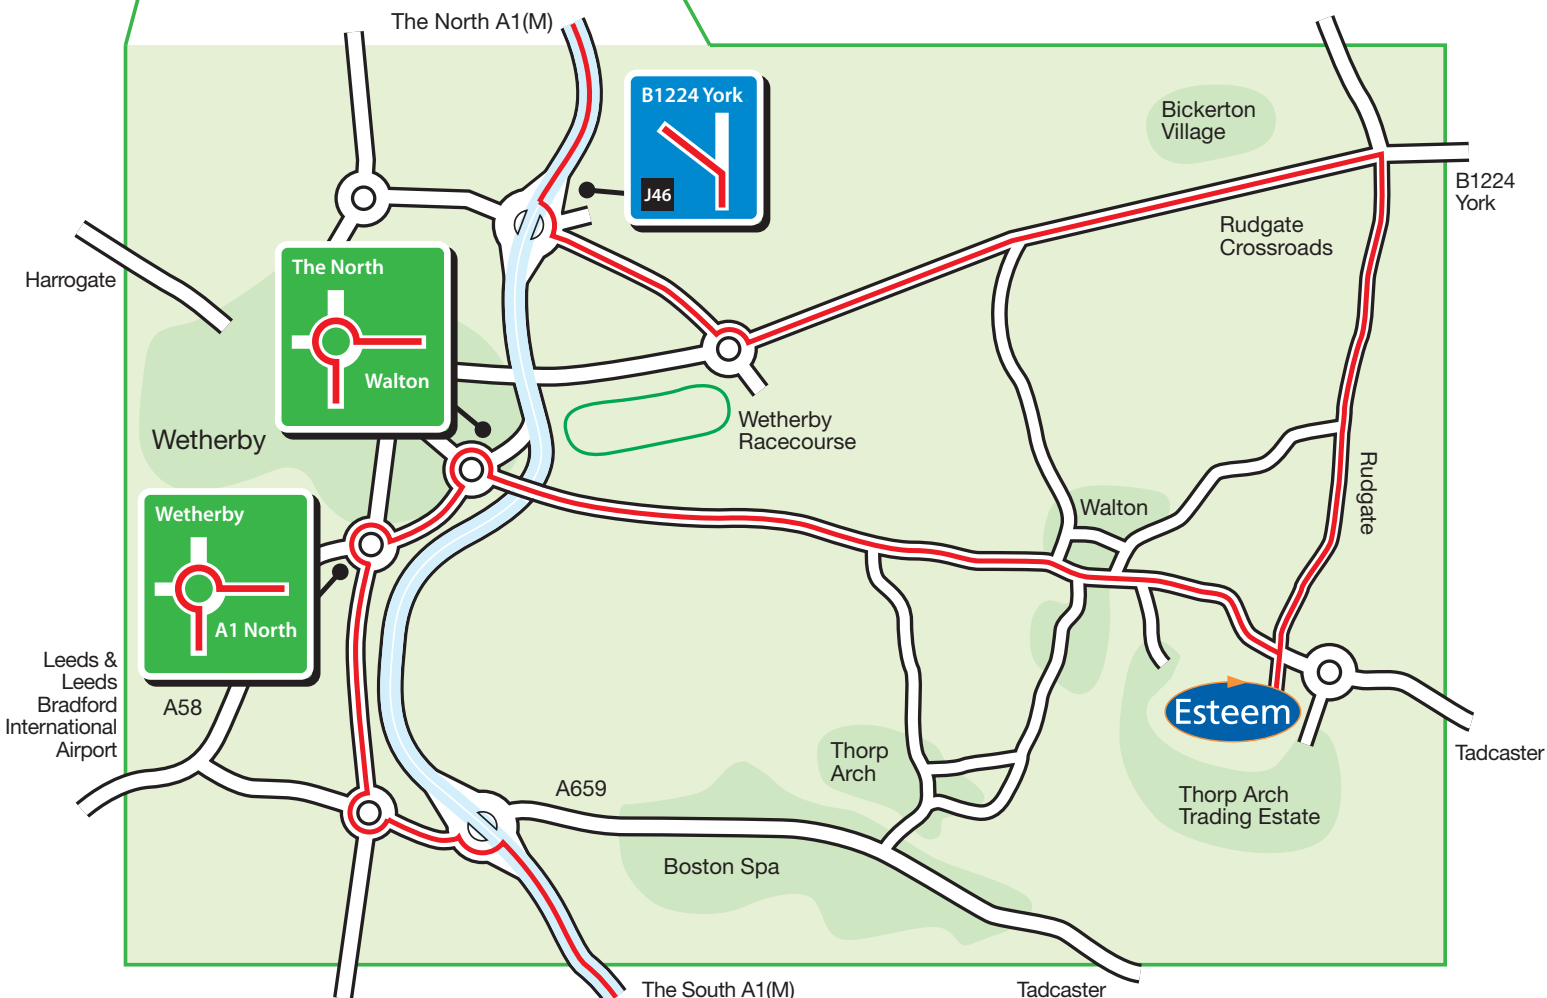 The North A1(M)
B1224 York
J46
Bickerton
Village
B1224
York
Rudgate
Crossroads
Harrogate
The North
Walton
Wetherby
Wetherby
Racecourse
Rudgate
Walton
Wetherby
A1 North
Leeds &
Leeds
Bradford
International
Airport
A58
Esteem
Tadcaster
Thorp
Arch
A659
Thorp Arch
Trading Estate
Boston Spa
The South A1(M)
Tadcaster